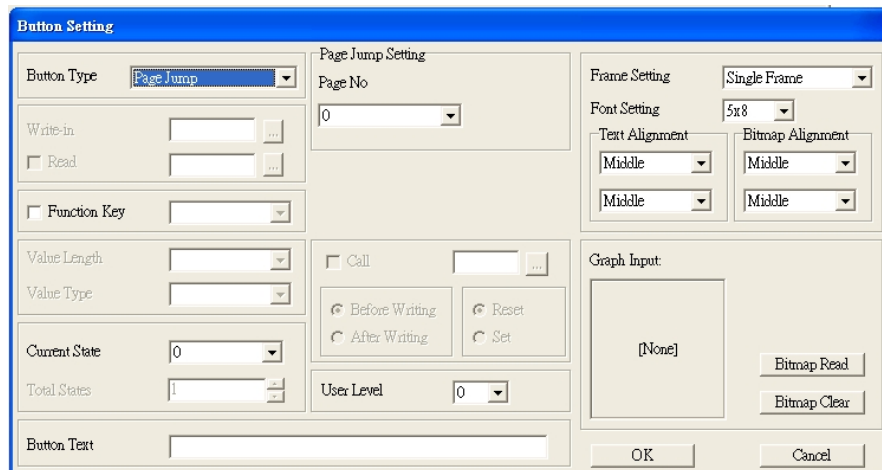 Button Setting
Button Type
Page Jump
Write-in
...
Read
...
Function Key
Value Length
Value Type
Current State
0
Total States
1
Button Text
Page Jump Setting
Page No
0
Call
...
Before Writing
After Writing
Reset
Set
User Level
0
Frame Setting
Single Frame
Font Setting
5x8
Text Alignment
Middle
Middle
Bitmap Alignment
Middle
Middle
Graph Input:
[None]
Bitmap Read
Bitmap Clear
OK
Cancel